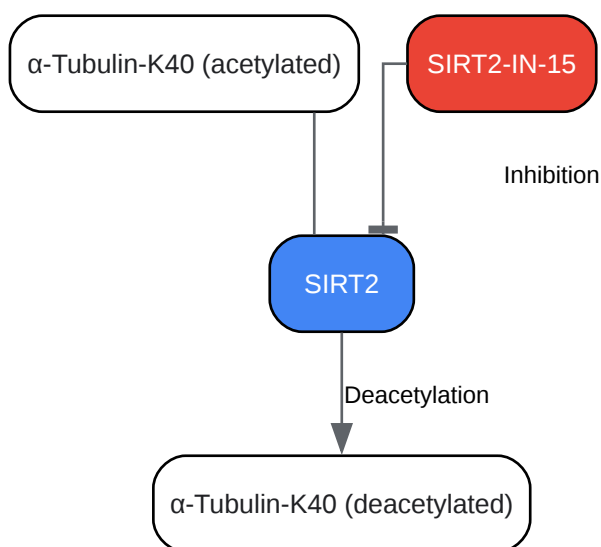 α-Tubulin-K40 (acetylated)
SIRT2-IN-15
Inhibition
SIRT2
Deacetylation
α-Tubulin-K40 (deacetylated)